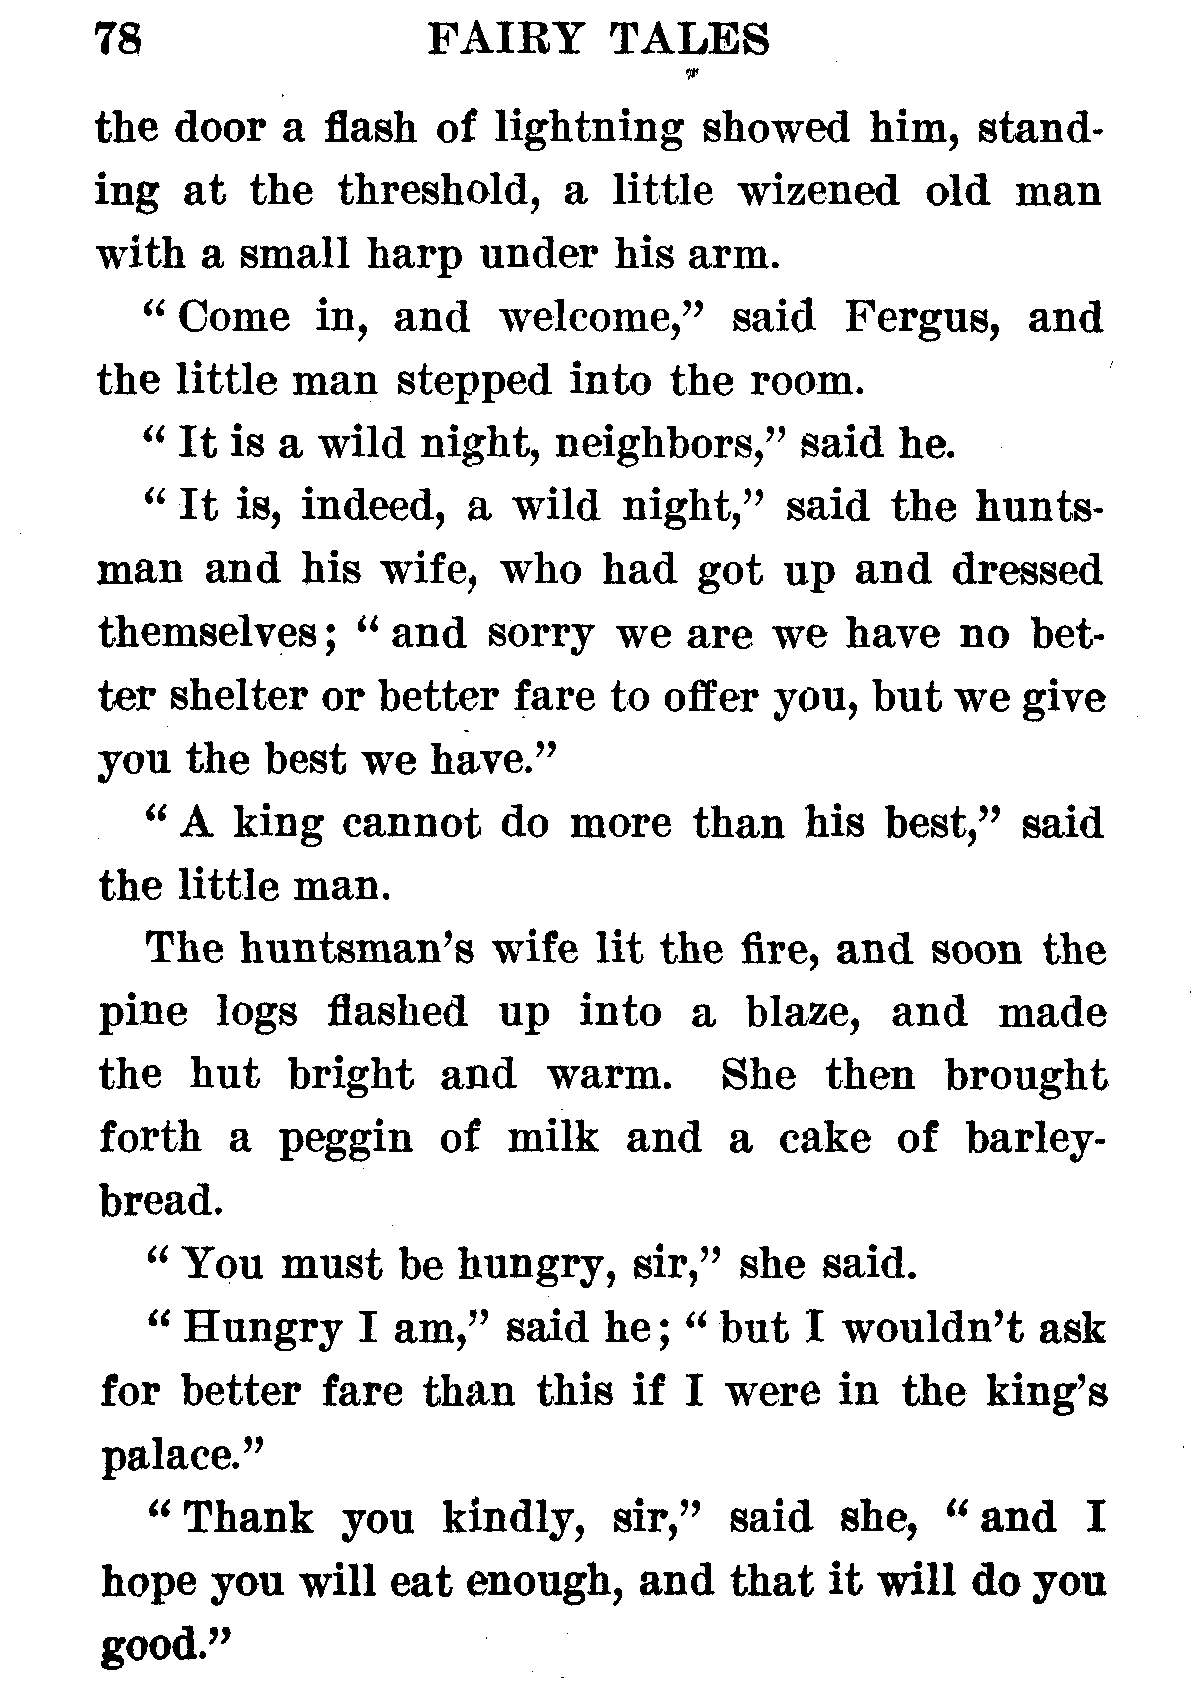 78 FAIRY TALES
the door a flash of lightning showed him, stand-
ing at the threshold, a little wizened old man
with a small harp under his arm.
“ Come in, and welcome,” said Fergus, and
the little man stepped into the room.
“ It is a wild night, neighbors,” said he.
“ It is, indeed, a wild night,” said the hunts-
man and his wife, who had got up and dressed
themselves; “ and sorry we are we have no bet-
ter shelter or better fare to offer you, but we give
you the best we have.”
“ A king cannot do more than his best,” said
the little man.
The huntsman’s wife lit the fire, and soon the
pine logs flashed up into a blaze, and made
the hut bright and warm. She then brought
forth a peggin of milk and a cake of barley-
bread.
“ You must be hungry, sir,” she said.
“ Hungry I am,” said he; “ but I wouldn’t ask
for better fare than this if I were in the king’s
palace.”
“ Thank you kindly, sir,” said she, “ and I
hope you will eat enough, and that it will do you
good.”